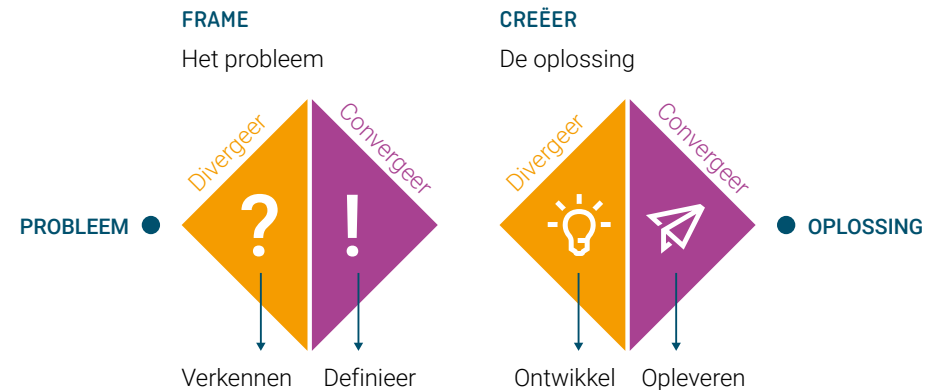 FRAME
Het probleem
CREËER
De oplossing
Divergeer
Convergeer
Divergeer
Convergeer
?
!
PROBLEEM
OPLOSSING
Verkennen
Definieer
Ontwikkel
Opleveren